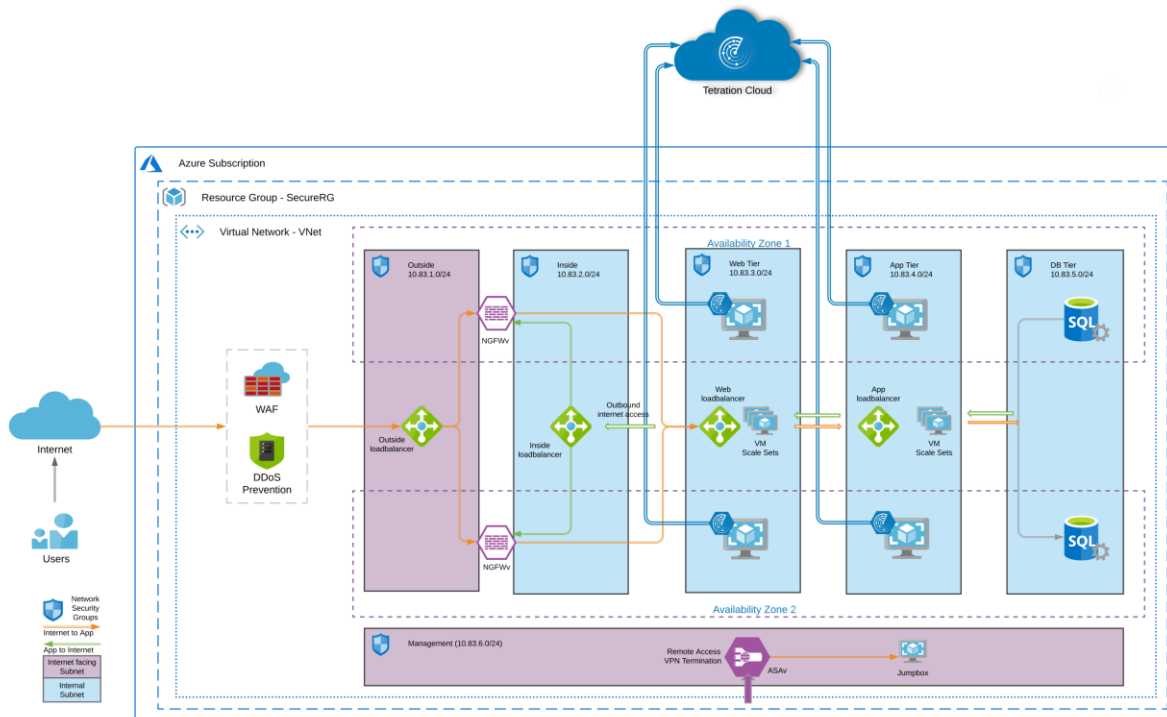 Tetration Cloud
Azure Subscription
Resource Group - SecureRG
Virtual Network - VNet
Availability Zone 1
Outside
10.83.1.0/24
Inside
10.83.2.0/24
Web Tier
10.83.3.0/24
App Tier
10.83.4.0/24
DB Tier
10.83.5.0/24
NGFWv
SQL
WAF
DDoS
Prevention
Internet
Users
Outside
loadbalancer
Inside
loadbalancer
Outbound
internet access
Web
loadbalancer
VM
Scale Sets
App
loadbalancer
VM
Scale Sets
NGFWv
SQL
Availability Zone 2
Network
Security
Groups
Internet to App
App to Internet
Internet facing
Subnet
Internal
Subnet
Management (10.83.6.0/24)
Remote Access
VPN Termination
ASAv
Jumpbox